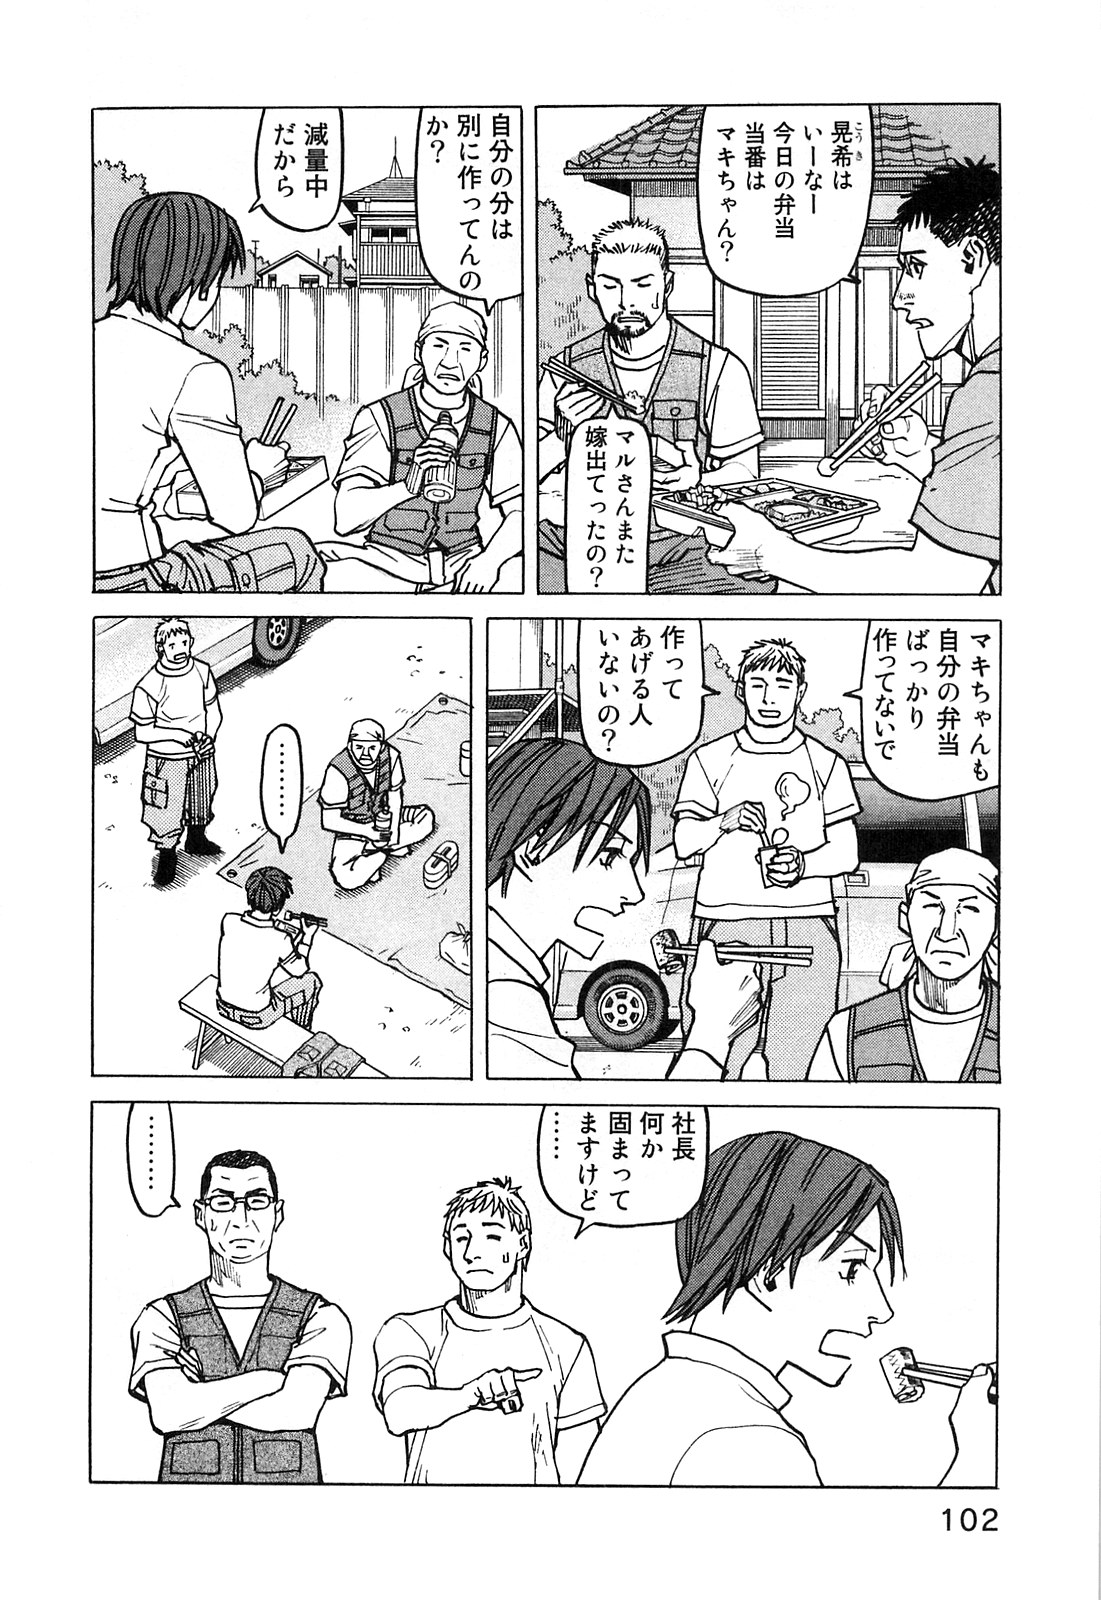 晃希は
こうき
いーなー
今日の弁当
当番は
マキちゃん?
マルさんまた
嫁出てったの?
自分の分は
別に作ってんの
か?
減量中
だから
マキちゃんも
自分の弁当
ばっかり
作ってないで
作って
あげる人
いないの?
………
社長
何か
固まって
ますけど
……
………
102